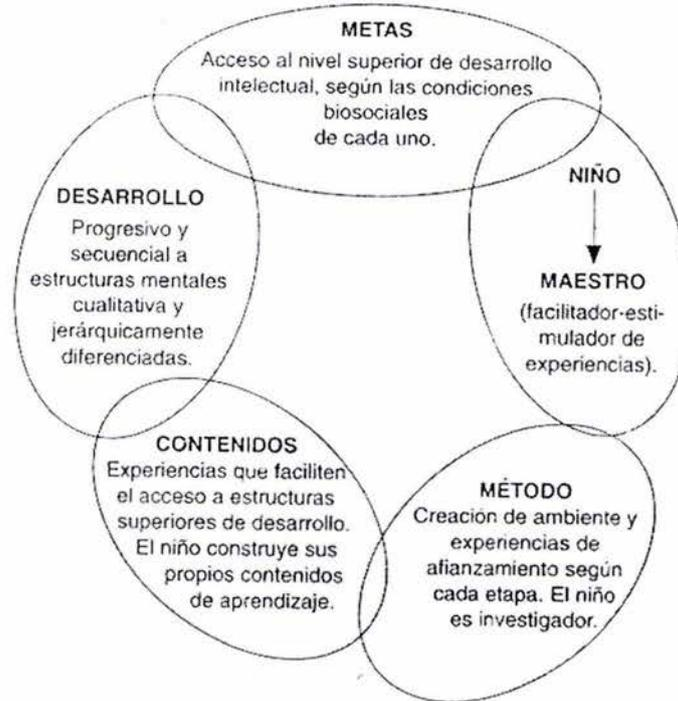 METAS
Acceso al nivel superior de desarrollo
intelectual, según las condiciones
biosociales
de cada uno.
NIÑO
MAESTRO
(facilitador-esti-
mulador de
experiencias).
DESARROLLO
Progresivo y
secuencial a
estructuras mentales
cualitativa y
jerárquicamente
diferenciadas.
CONTENIDOS
Experiencias que faciliten
el acceso a estructuras
superiores de desarrollo.
El niño construye sus
propios contenidos
de aprendizaje.
MÉTODO
Creación de ambiente y
experiencias de
afianzamiento según
cada etapa. El niño
es investigador.